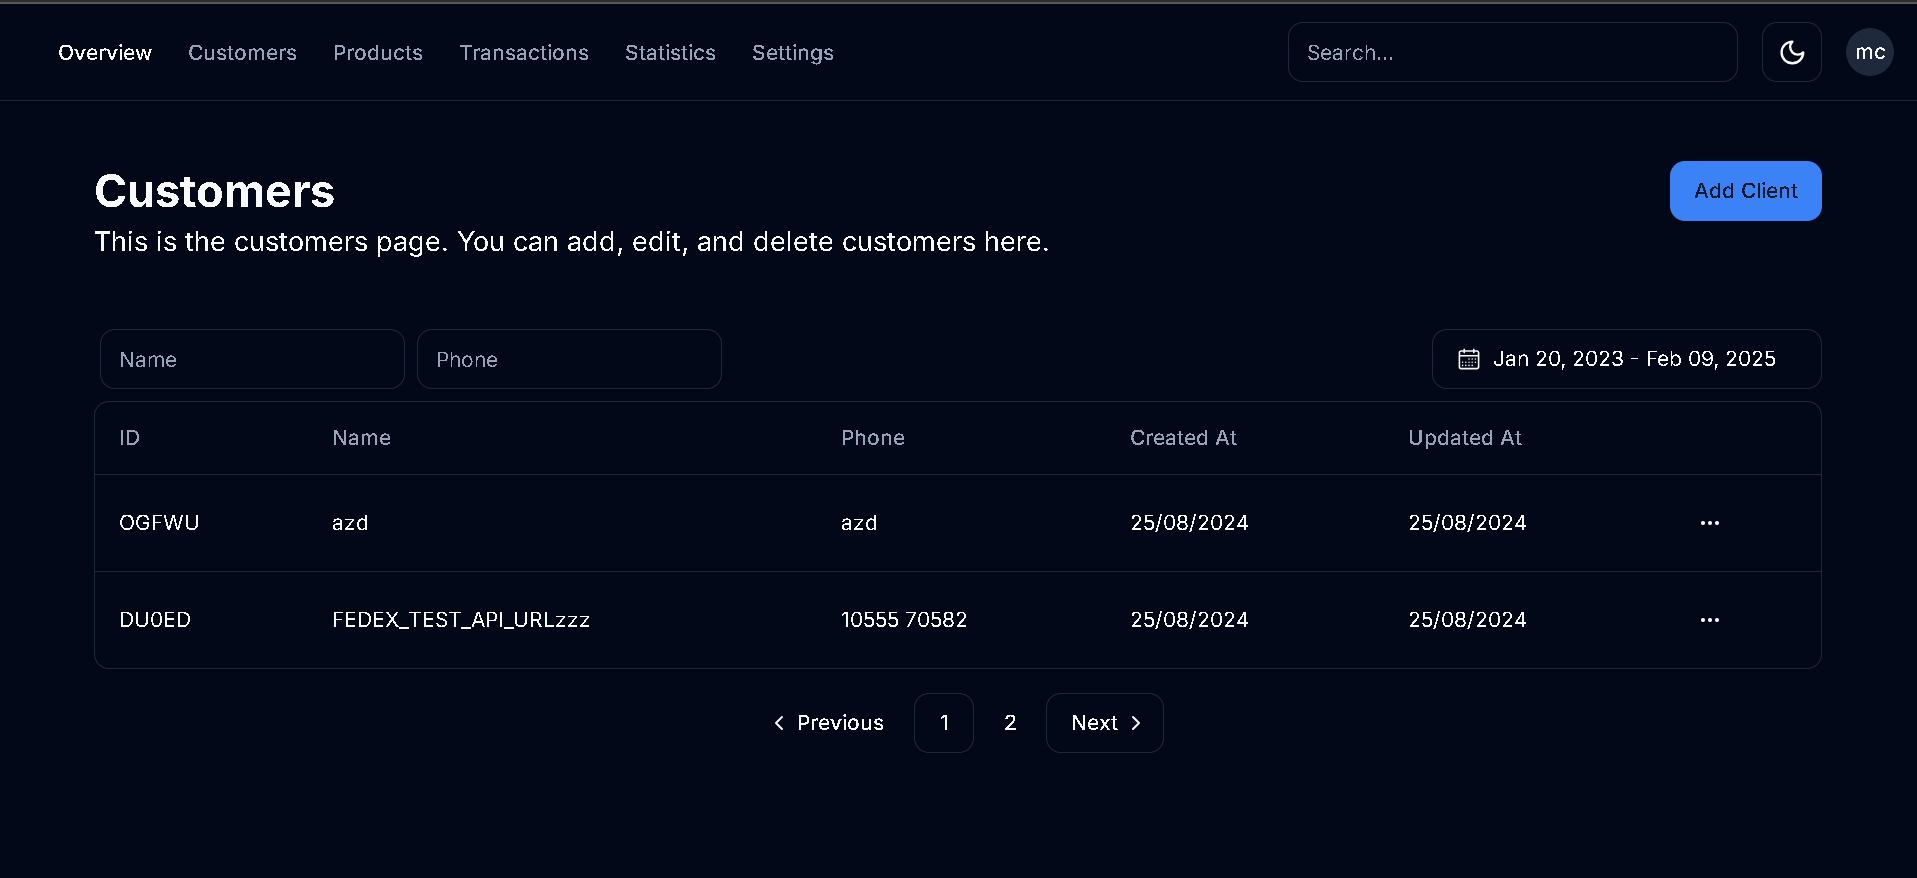 Overview Customers Products Transactions Statistics Settings Search... mc
Customers
Add Client
This is the customers page. You can add, edit, and delete customers here.
Name Phone Jan 20, 2023 - Feb 09, 2025
ID Name Phone Created At Updated At
OGFWU azd azd 25/08/2024 25/08/2024 ...
DU0ED FEDEX_TEST_API_URLzzz 10555 70582 25/08/2024 25/08/2024 ...
Previous 1 2 Next